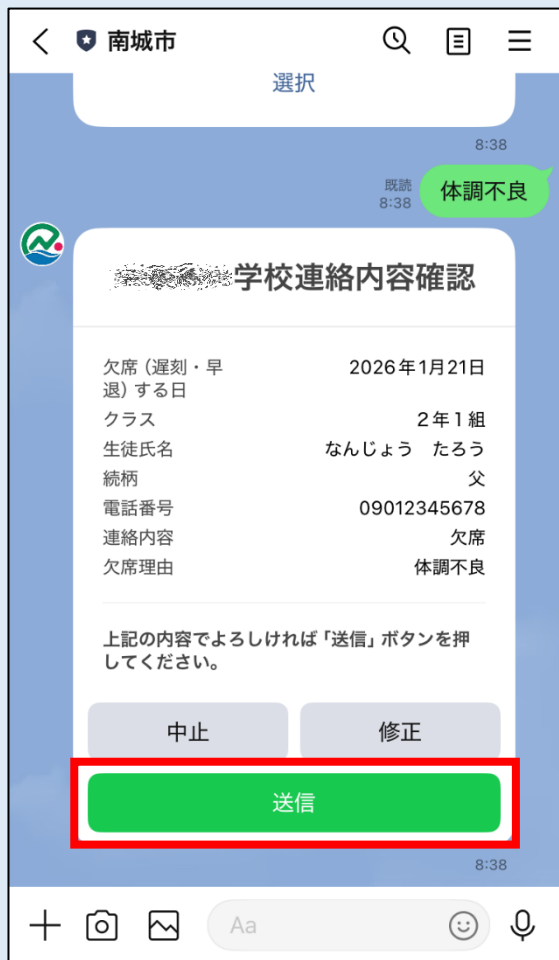 南城市
選択
8:38
既読
8:38
体調不良
学校連絡内容確認
欠席（遅刻・早
退）する日
2026年1月21日
クラス
２年１組
生徒氏名
なんじょう　たろう
続柄
父
電話番号
09012345678
連絡内容
欠席
欠席理由
体調不良
上記の内容でよろしければ「送信」ボタンを押
してください。
中止
修正
送信
8:38
Aa